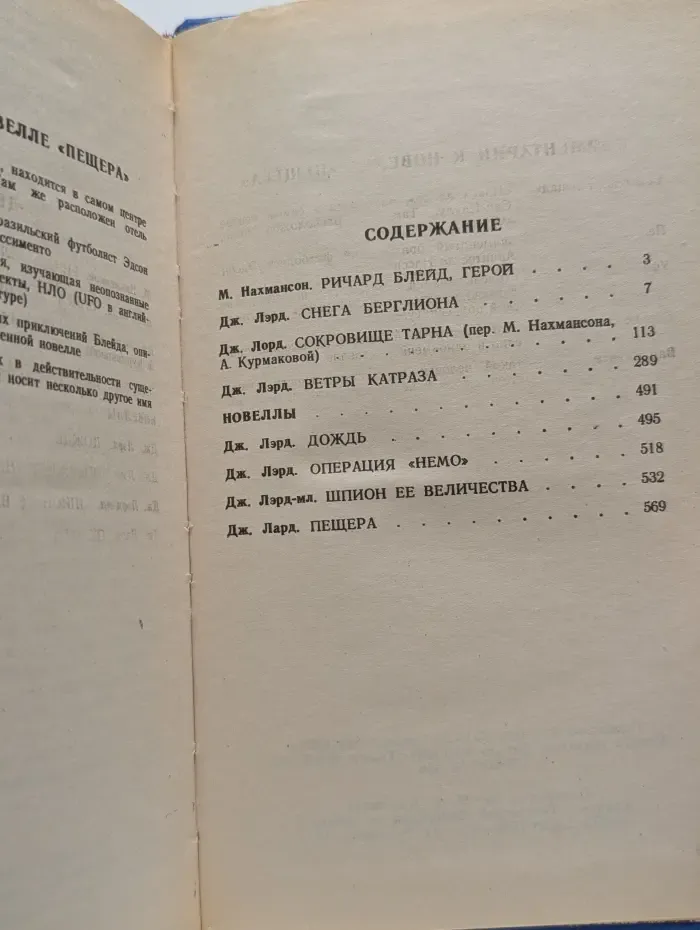 ВЕЛЛЕ «ПЕЩЕРА»
, находится в самом центре
ам же расположен отель
разильский футболист Эдсон
ссименто
я, изучающая неопознанные
екты, НЛО (UFO в англий-
туре)
их приключений Блейда, опи-
енной новелле
к в действительности суще-
носит несколько другое имя
СОДЕРЖАНИЕ
М. Нахмансон. РИЧАРД БЛЕЙД, ГЕРОЙ . . . . 3
Дж. Лэрд. СНЕГА БЕРГЛИОНА . . . . . . 7
Дж. Лорд. СОКРОВИЩЕ ТАРНА (пер. М. Нахмансона,
А. Курмаковой) . . . . . . . . . . . . 113
Дж. Лэрд. ВЕТРЫ КАТРАЗА . . . . . . . 289
НОВЕЛЛЫ . . . . . . . . . . . . 491
Дж. Лэрд. ДОЖДЬ . . . . . . . . . 495
Дж. Лэрд. ОПЕРАЦИЯ «НЕМО» . . . . . . 518
Дж. Лэрд-мл. ШПИОН ЕЕ ВЕЛИЧЕСТВА . . . . 532
Дж. Лард. ПЕЩЕРА . . . . . . . . . 569